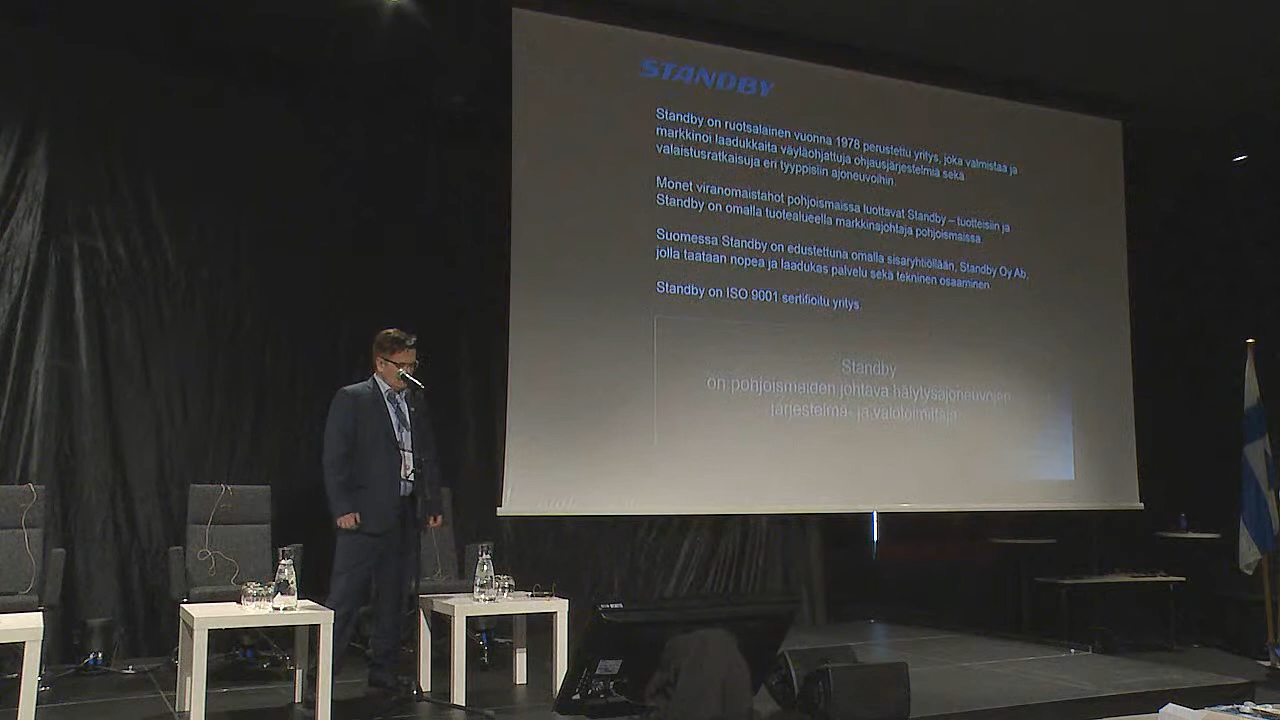 STANDBY
Standby on ruotsalainen vuonna 1978 perustettu yritys, joka valmistaa ja
markkinoi laadukkaita väyläohjattuja ohjausjärjestelmiä sekä
valaistusratkaisuja eri tyyppisiin ajoneuvoihin.
Monet viranomaistahot pohjoismaissa luottavat Standby – tuotteisiin ja
Standby on omalla tuotealueella markkinajohtaja pohjoismaissa.
Suomessa Standby on edustettuna omalla sisaryhtiöllään, Standby Oy Ab,
jolla taataan nopea ja laadukas palvelu sekä tekninen osaaminen.
Standby on ISO 9001 sertifioitu yritys.
Standby
on pohjoismaiden johtava hälytysajoneuvojen
järjestelmä- ja valotoimittaja